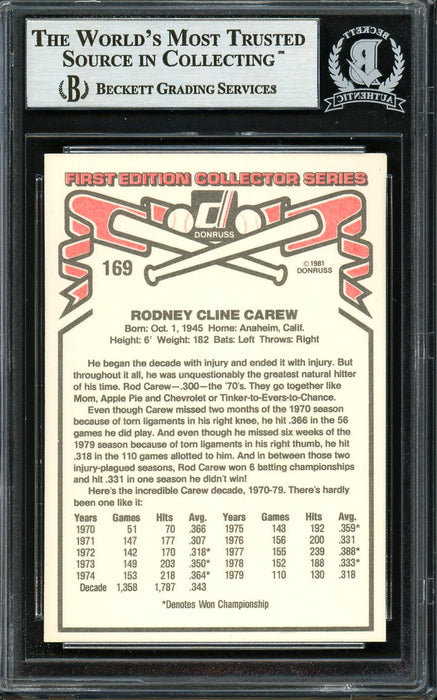 THE WORLD'S MOST TRUSTED
SOURCE IN COLLECTING™
B BECKETT GRADING SERVICES
BECKETT
B
AUTHENTIC
FIRST EDITION COLLECTOR SERIES
d
DONRUSS
169
© 1981
DONRUSS
RODNEY CLINE CAREW
Born: Oct. 1, 1945 Home: Anaheim, Calif.
Height: 6' Weight: 182 Bats: Left Throws: Right
He began the decade with injury and ended it with injury. But
throughout it all, he was unquestionably the greatest natural hitter
of his time. Rod Carew—.300—the '70's. They go together like
Mom, Apple Pie and Chevrolet or Tinker-to-Evers-to-Chance.
Even though Carew missed two months of the 1970 season
because of torn ligaments in his right knee, he hit .366 in the 56
games he did play. And even though he missed six weeks of the
1979 season because of torn ligaments in his right thumb, he hit
.318 in the 110 games allotted to him. And in between those two
injury-plagued seasons, Rod Carew won 6 batting championships
and hit .331 in one season he didn't win!
Here's the incredible Carew decade, 1970-79. There's hardly
been one like it:
Years Games Hits Avg. Years Games Hits Avg.
1970 51 70 .366 1975 143 192 .359*
1971 147 177 .307 1976 156 200 .331
1972 142 170 .318* 1977 155 239 .388*
1973 149 203 .350* 1978 152 188 .333*
1974 153 218 .364* 1979 110 130 .318
Decade 1,358 1,787 .343
*Denotes Won Championship